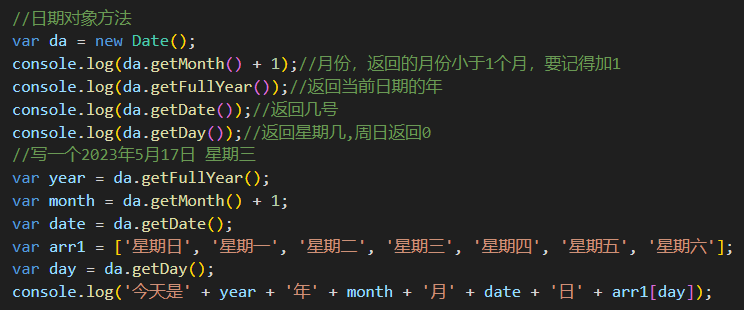 //日期对象方法
var da = new Date();
console.log(da.getMonth() + 1);//月份，返回的月份小于1个月，要记得加1
console.log(da.getFullYear());//返回当前日期的年
console.log(da.getDate());//返回几号
console.log(da.getDay());//返回星期几,周日返回0
//写一个2023年5月17日 星期三
var year = da.getFullYear();
var month = da.getMonth() + 1;
var date = da.getDate();
var arr1 = ['星期日', '星期一', '星期二', '星期三', '星期四', '星期五', '星期六'];
var day = da.getDay();
console.log('今天是' + year + '年' + month + '月' + date + '日' + arr1[day]);